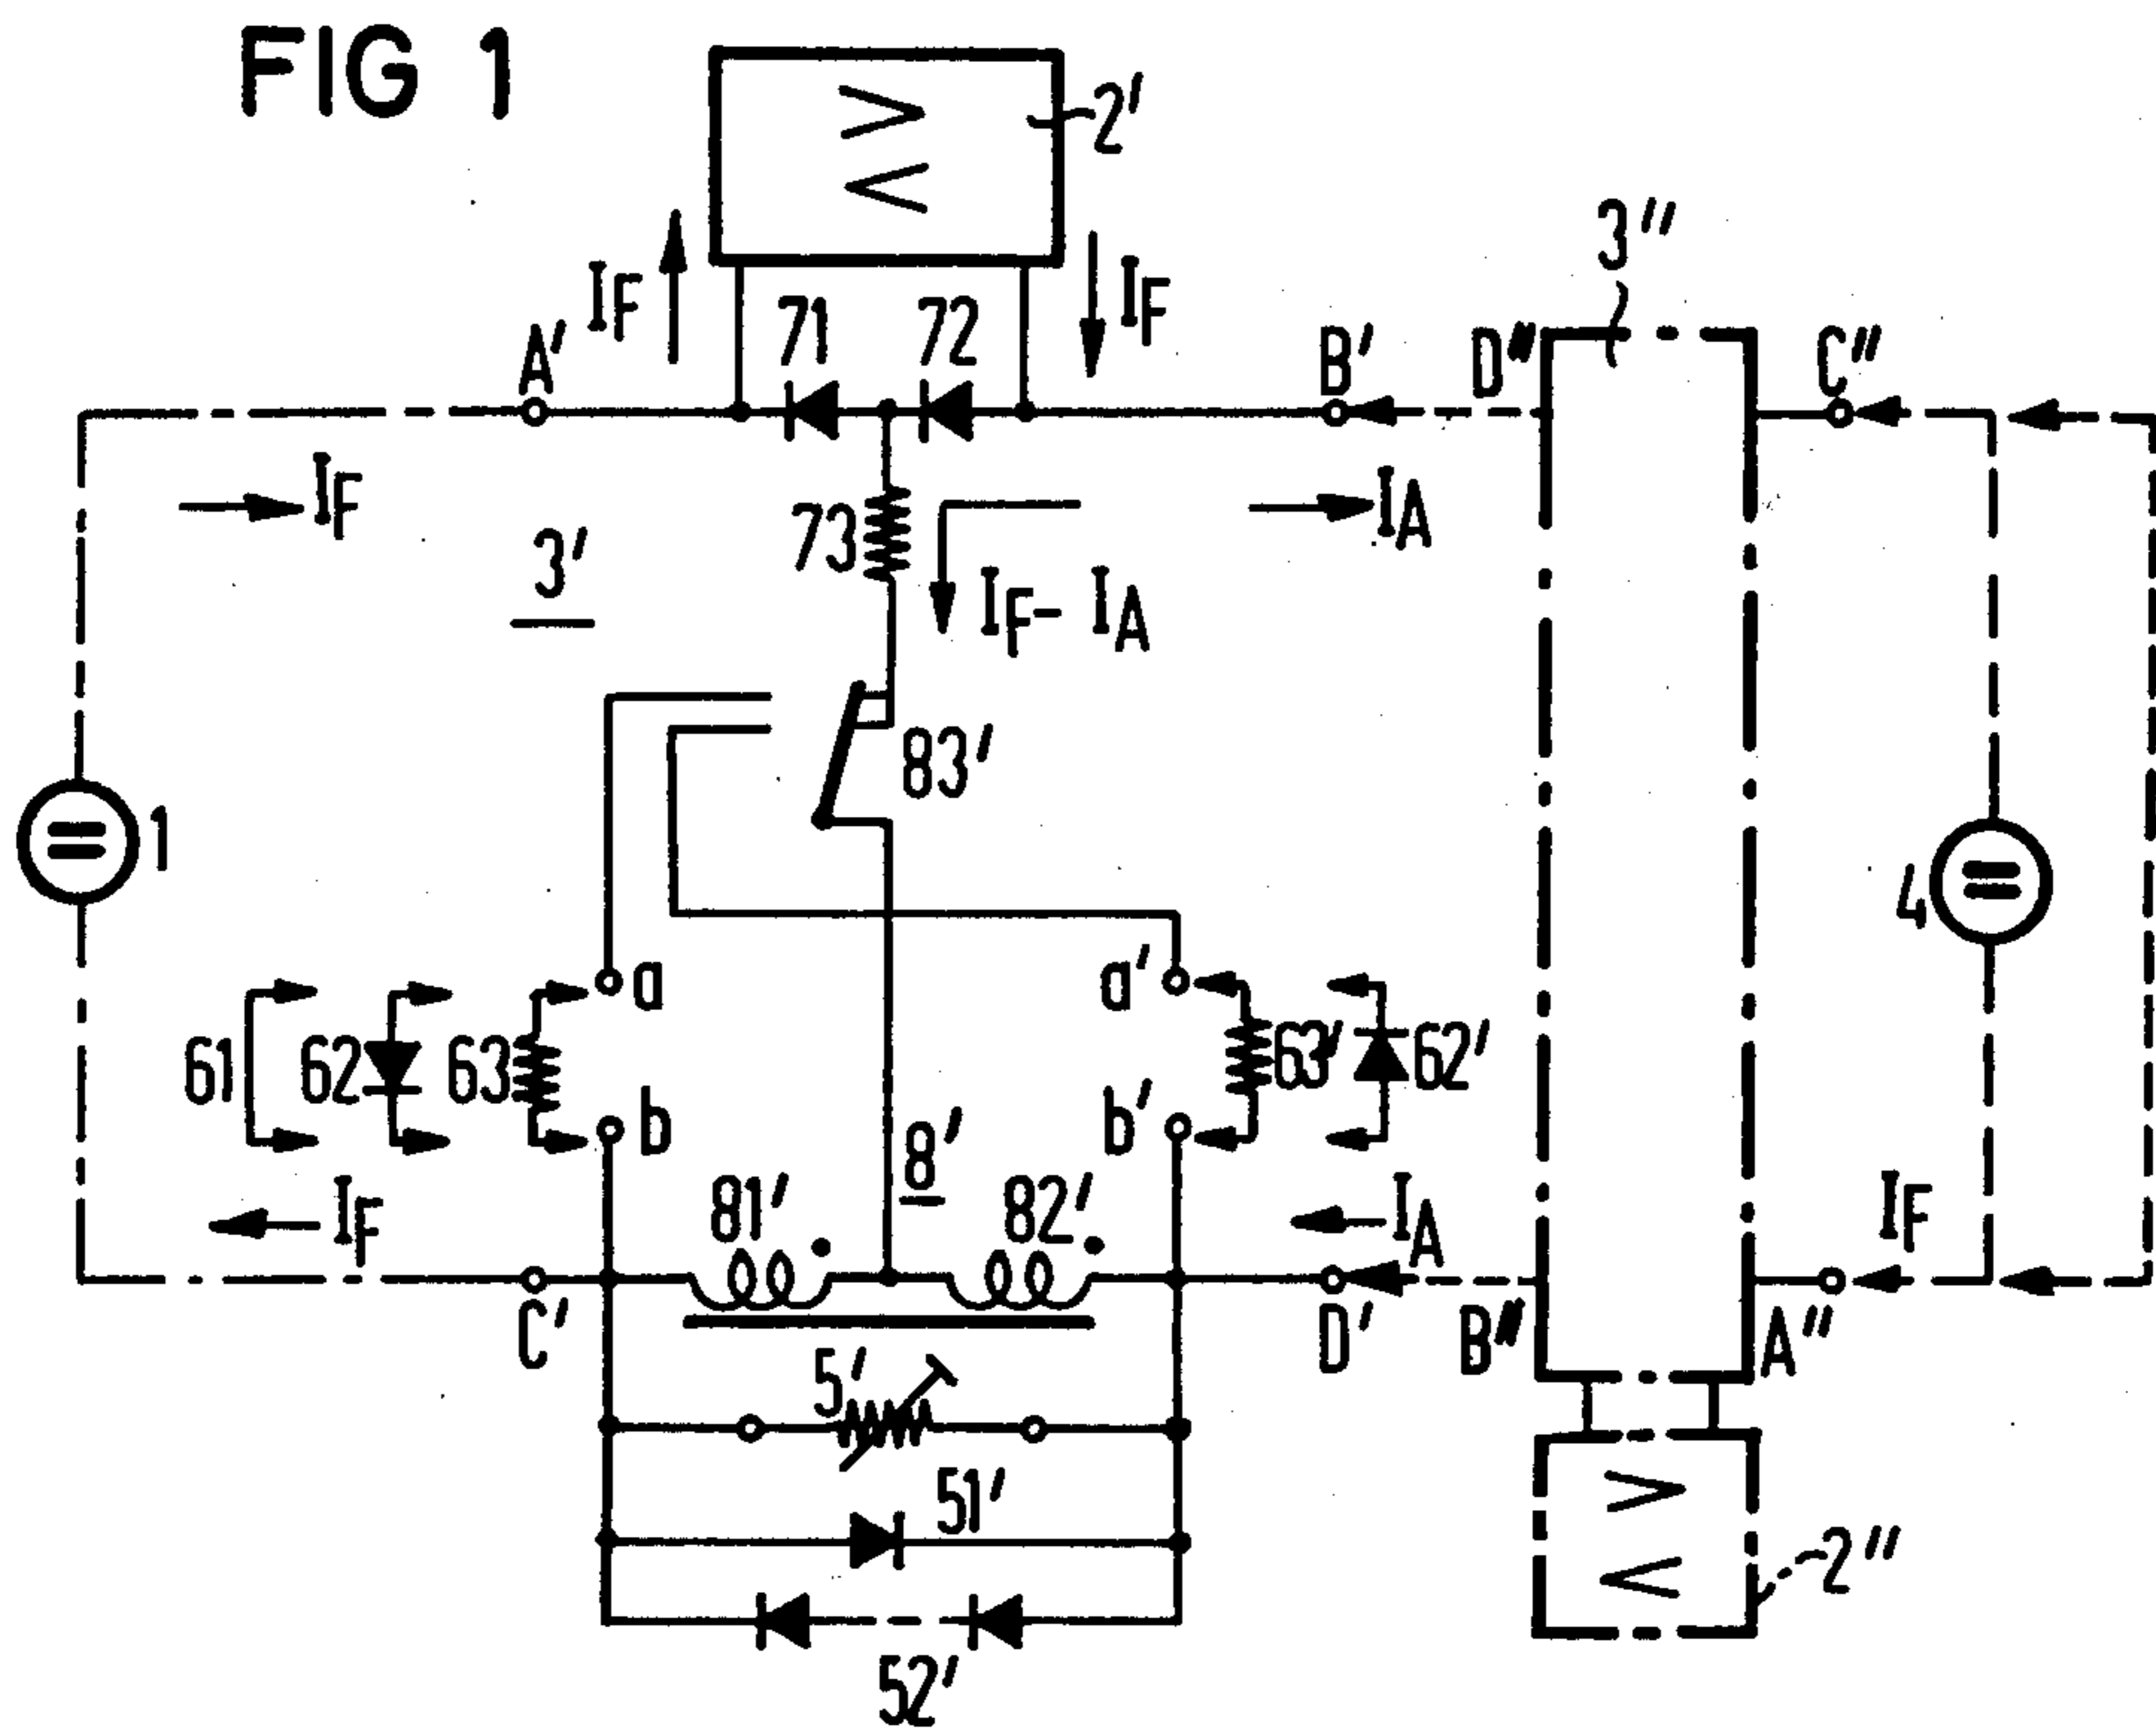 FIG 1
2'
> <
3"
IF
IF
71
72
A'
B'
D"
C"
IF
73
IA
3'
IF - IA
83'
1
4
a
a'
61
62
63
63'
62'
b
b'
8'
IF
81'
82'
IA
IF
C'
D'
B"
A"
5'
51'
> <
2"
52'